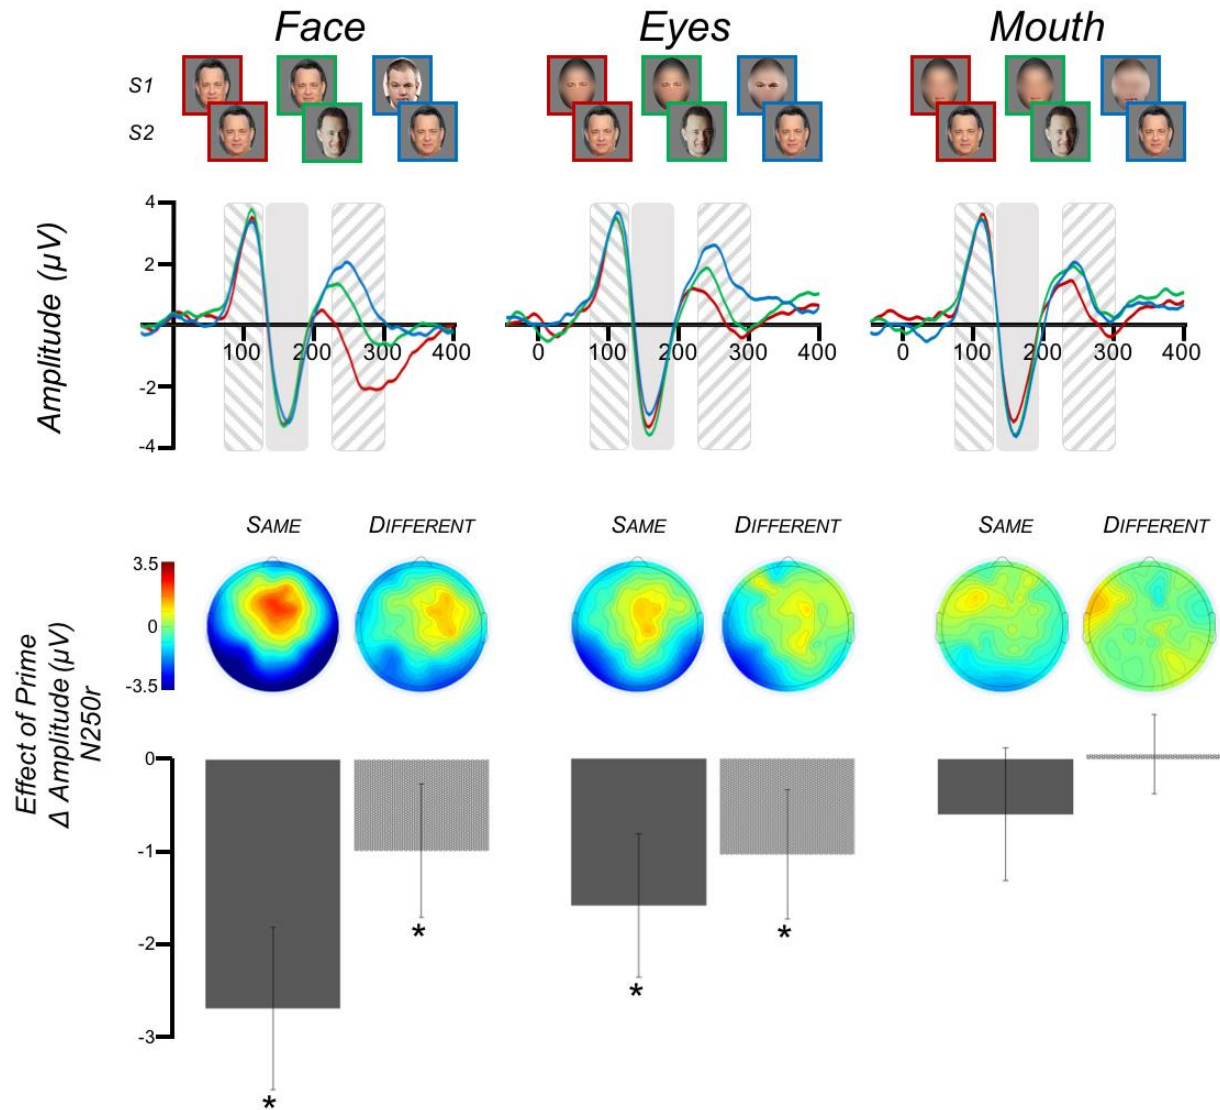 Face Eyes Mouth
S1
S2
Amplitude (µV)
4
2
-2
-4
100 200 300 400
0 100 200 300 400
0 100 200 300 400
SAME DIFFERENT SAME DIFFERENT SAME DIFFERENT
3.5
0
-3.5
Effect of Prime
Δ Amplitude (µV)
N250r
0
-1
-2
-3
*
*
*
*